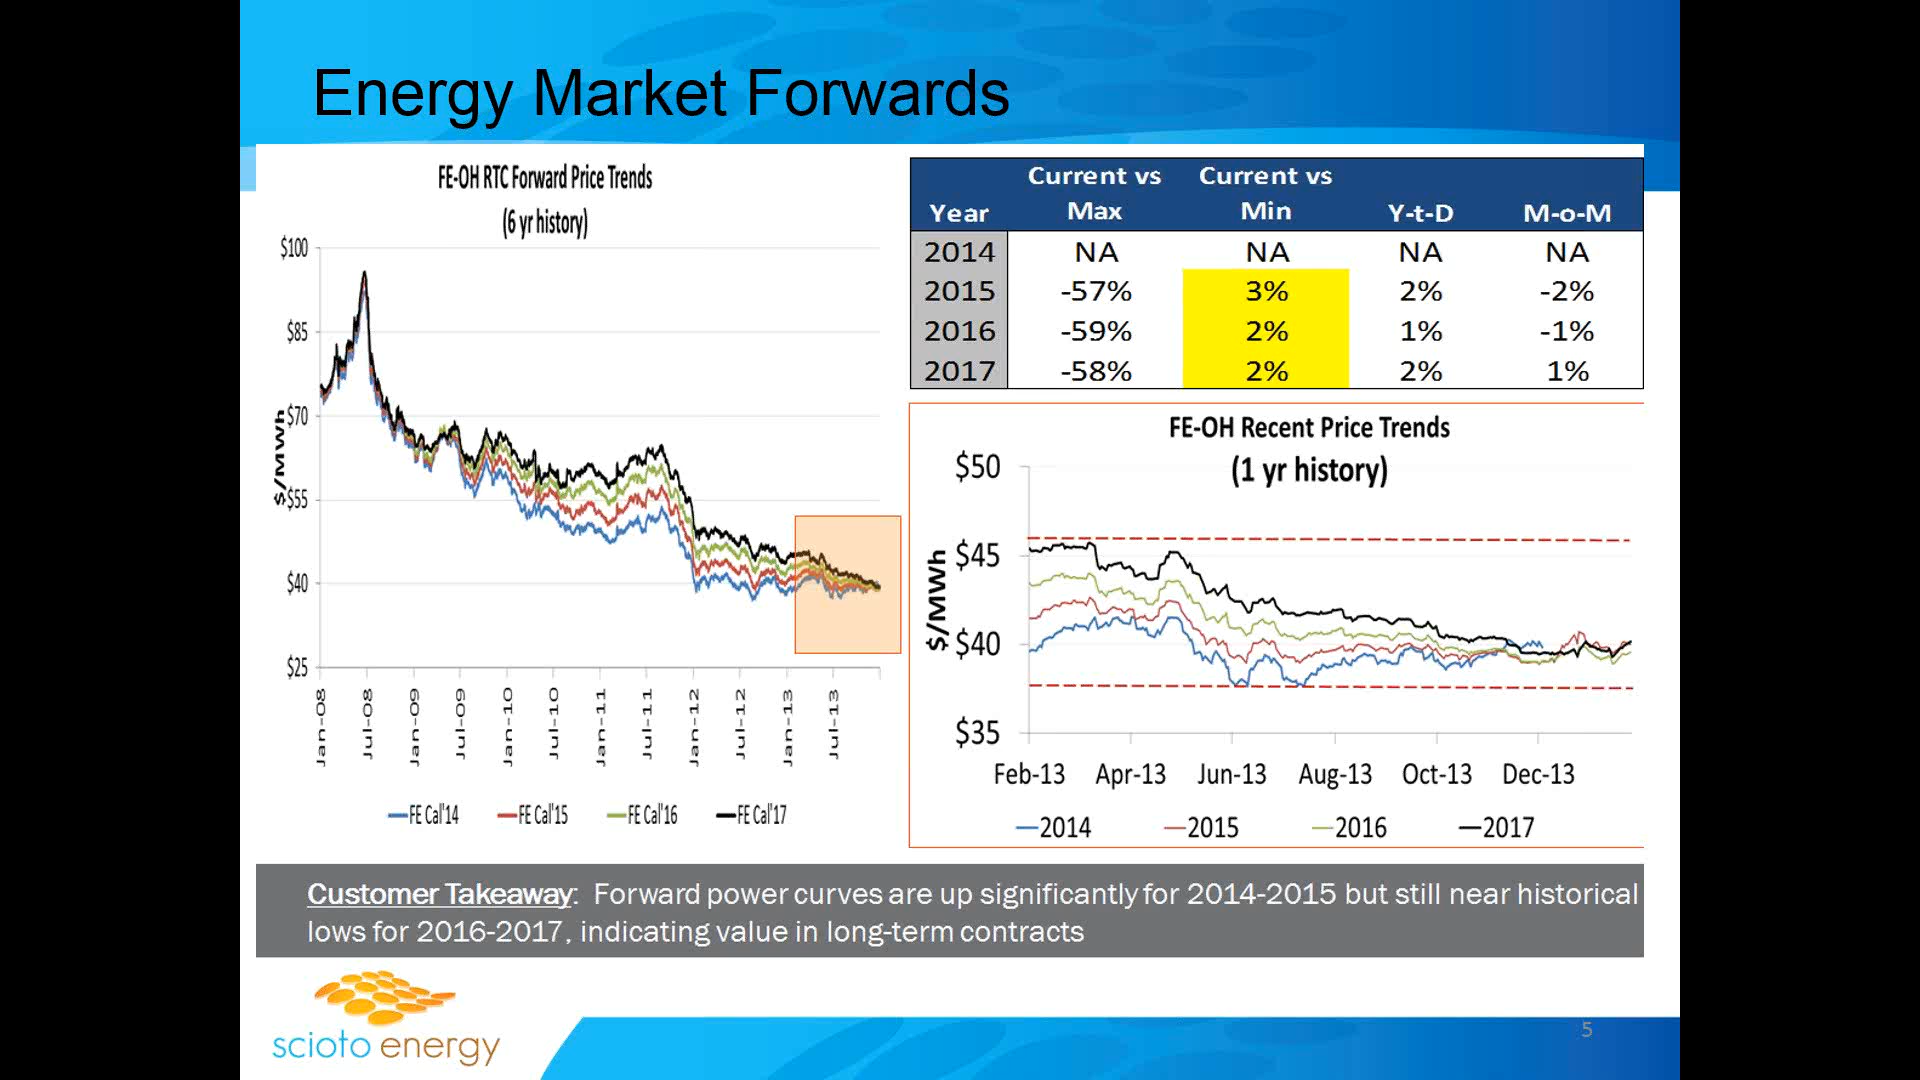 Energy Market Forwards
FE-OH RTC Forward Price Trends
(6 yr history)
$100
$85
$70
$55
$40
$25
$/MWh
Jan-08
Jul-08
Jan-09
Jul-09
Jan-10
Jul-10
Jan-11
Jul-11
Jan-12
Jul-12
Jan-13
Jul-13
FE Cal'14 FE Cal'15 FE Cal'16 FE Cal'17
Year Current vs Max Current vs Min Y-t-D M-o-M
2014 NA NA NA NA
2015 -57% 3% 2% -2%
2016 -59% 2% 1% -1%
2017 -58% 2% 2% 1%
FE-OH Recent Price Trends
(1 yr history)
$50
$45
$40
$35
$/MWh
Feb-13 Apr-13 Jun-13 Aug-13 Oct-13 Dec-13
2014 2015 2016 2017
Customer Takeaway: Forward power curves are up significantly for 2014-2015 but still near historical
lows for 2016-2017, indicating value in long-term contracts
scioto energy
5